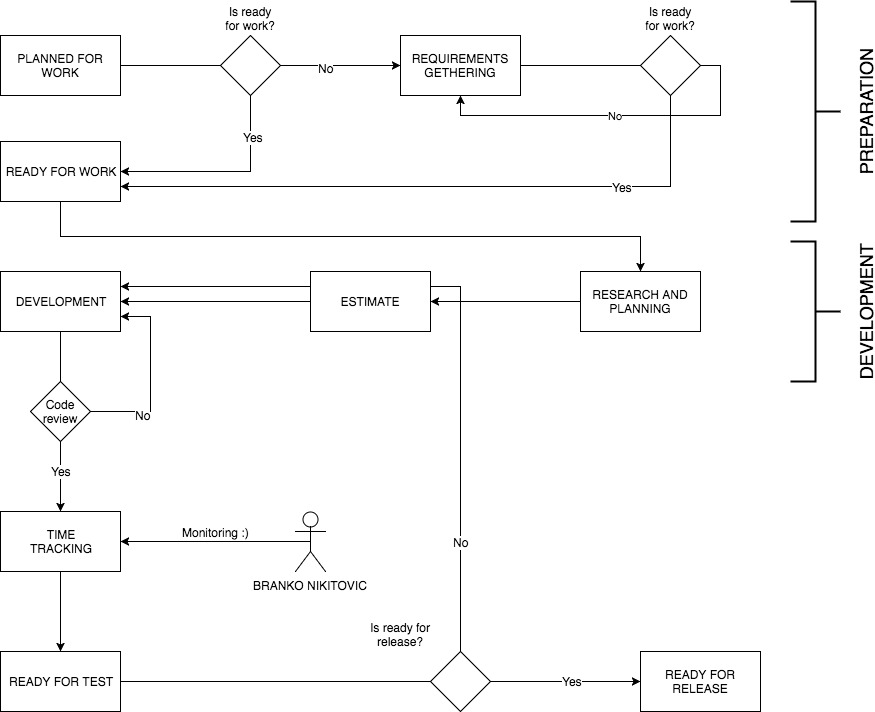 Is ready
for work?
Is ready
for work?
PLANNED FOR
WORK
No
REQUIREMENTS
GETHERING
No
Yes
READY FOR WORK
Yes
PREPARATION
DEVELOPMENT
ESTIMATE
RESEARCH AND
PLANNING
DEVELOPMENT
Code
review
No
Yes
TIME
TRACKING
Monitoring :)
BRANKO NIKITOVIC
No
Is ready for
release?
READY FOR TEST
Yes
READY FOR
RELEASE